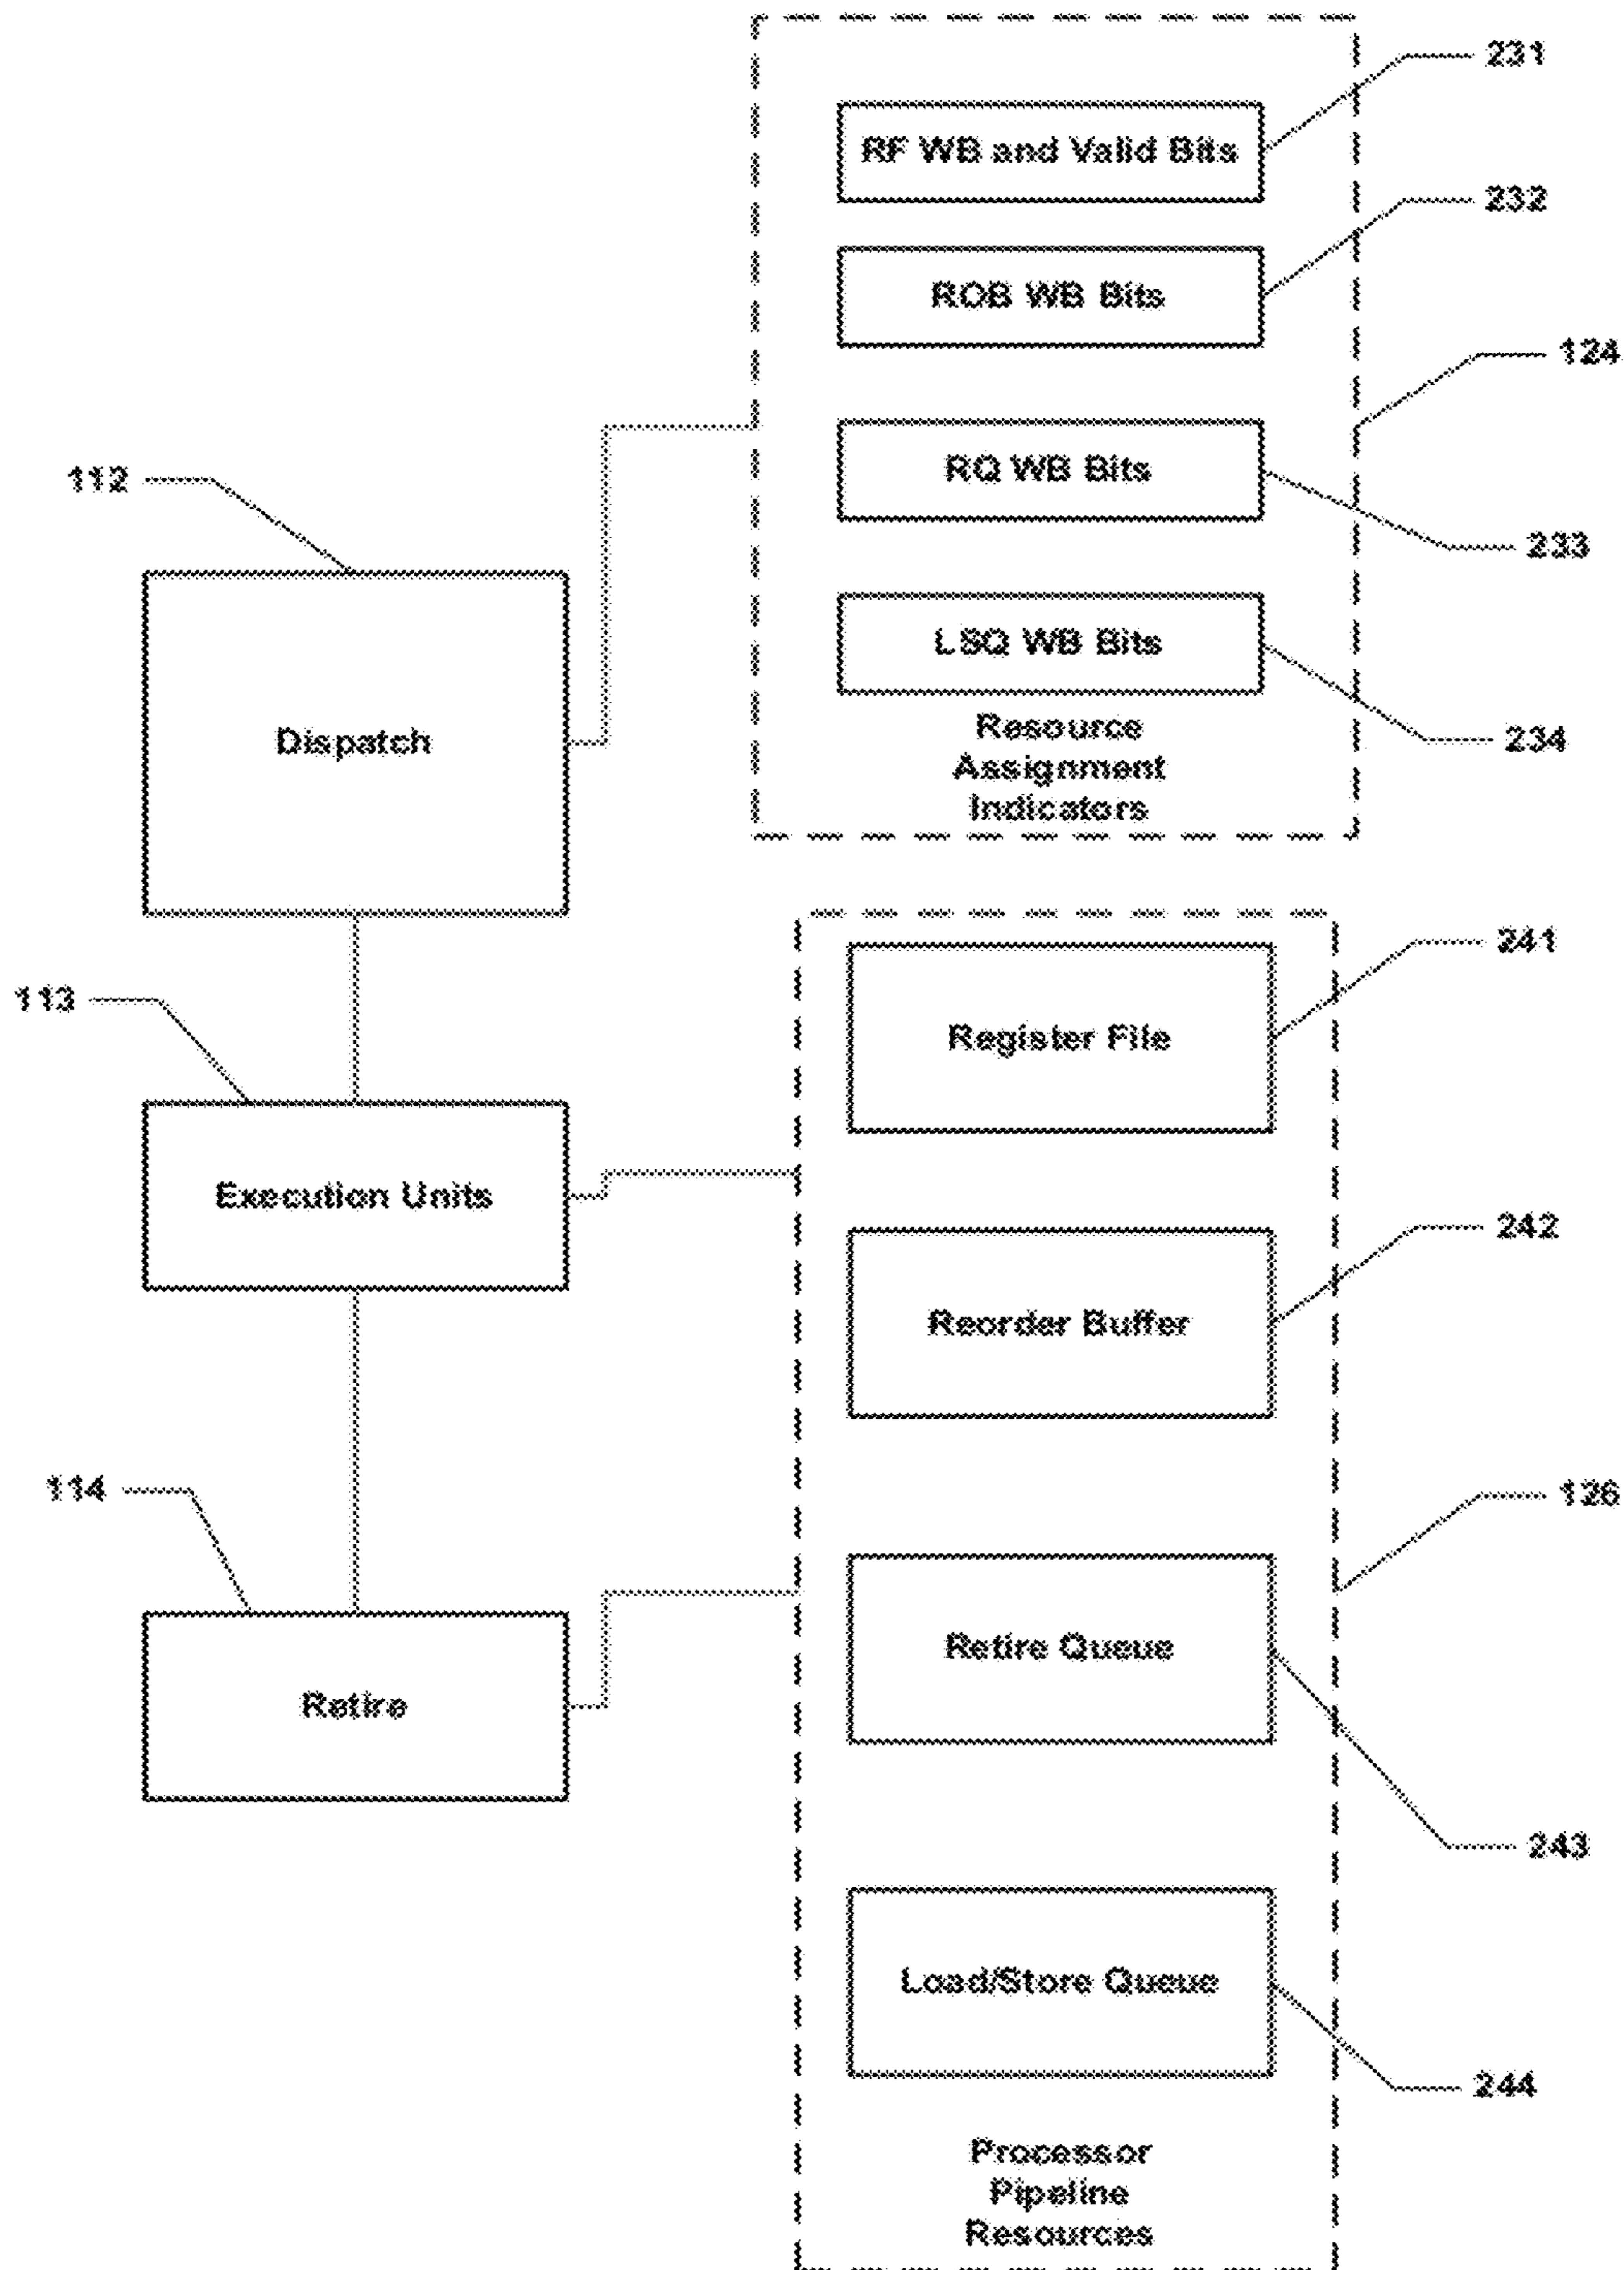 231
RF WB and Valid Bits
232
ROB WB Bits
124
112
RQ WB Bits
233
LSQ WB Bits
234
Dispatch
Resource
Assignment
Indicators
241
113
Register File
Execution Units
242
Reorder Buffer
114
126
Retire Queue
Retire
243
Load/Store Queue
244
Processor
Pipeline
Resources